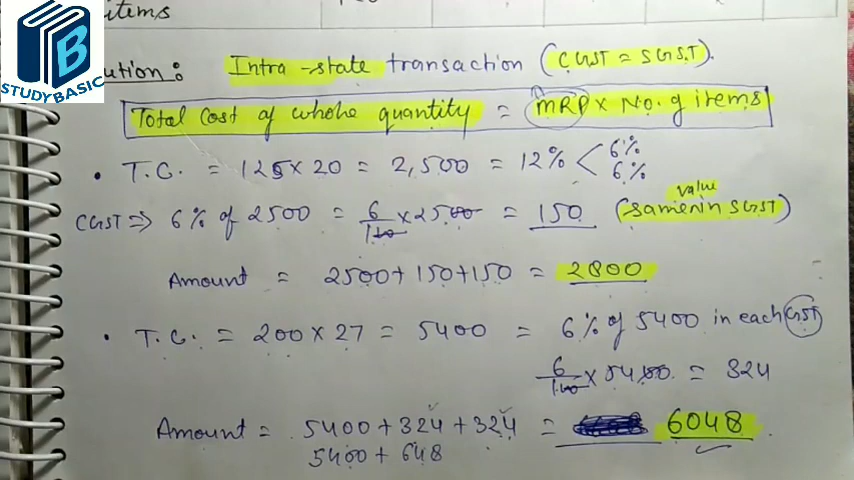 items
B
STUDYBASIC
ution:
Intra-state transaction (CGST = SGST).
Total Cost of whole quantity = MRP x No. of items
• T.C. = 125 x 20 = 2,500 = 12% < 6%
6%
CGST => 6% of 2500 = 6/100 x 2500 = 150 (same value in SGST)
Amount = 2500 + 150 + 150 = 2800
• T.C. = 200 x 27 = 5400 = 6% of 5400 in each GST
6/100 x 5400 = 324
Amount = 5400 + 324 + 324 = 6048
5400 + 648